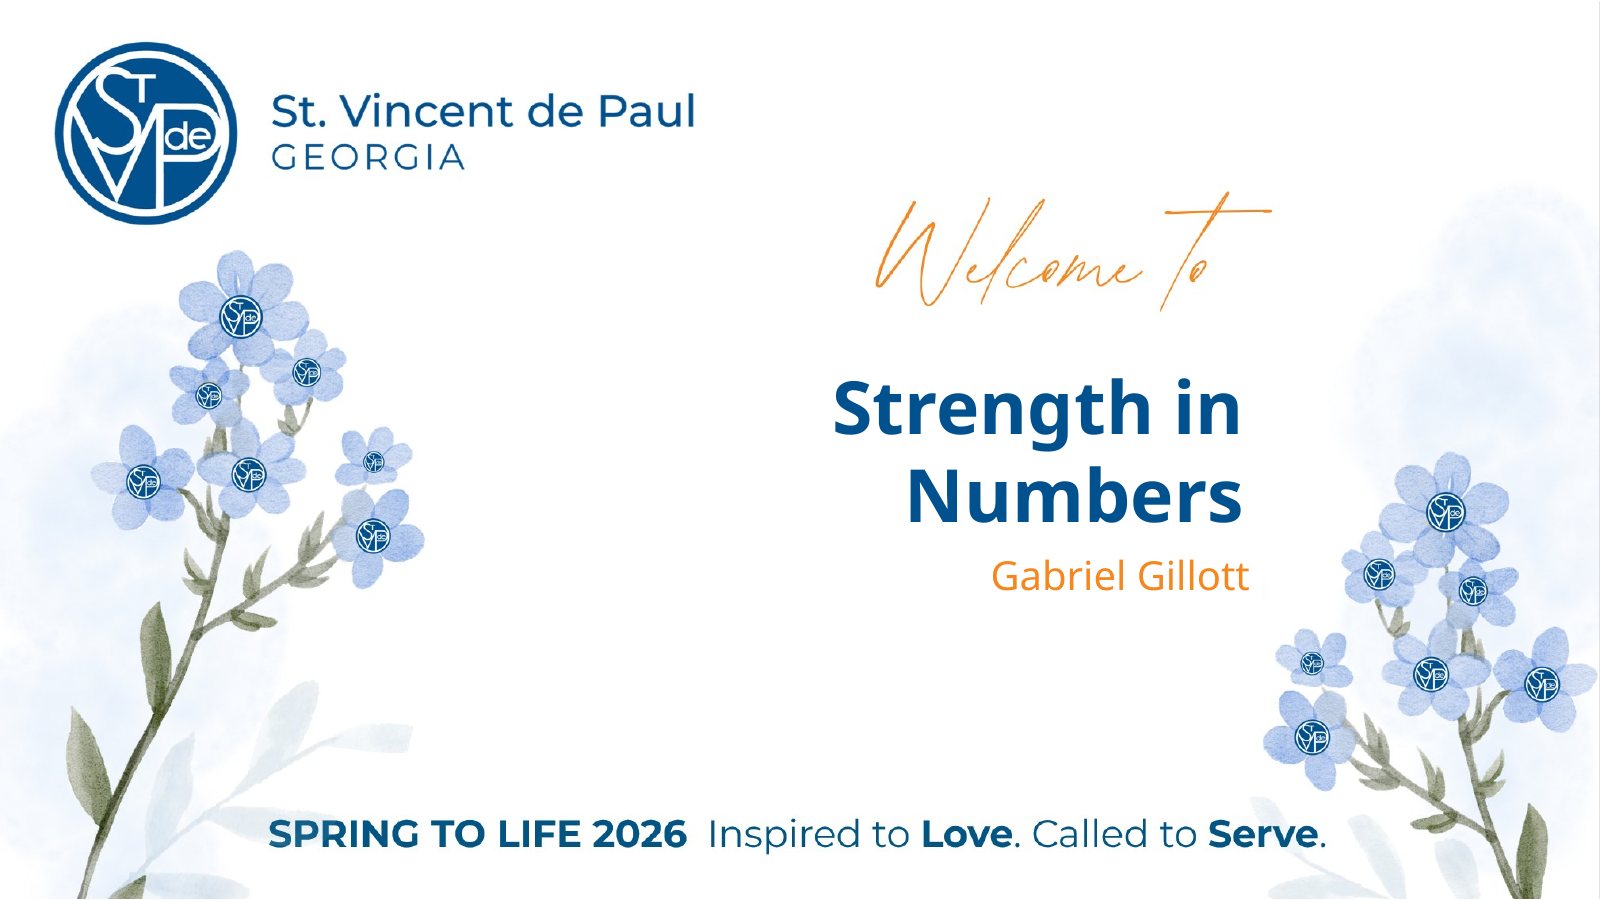 St. Vincent de Paul
GEORGIA
Welcome to
Strength in
Numbers
Gabriel Gillott
SPRING TO LIFE 2026 Inspired to Love. Called to Serve.